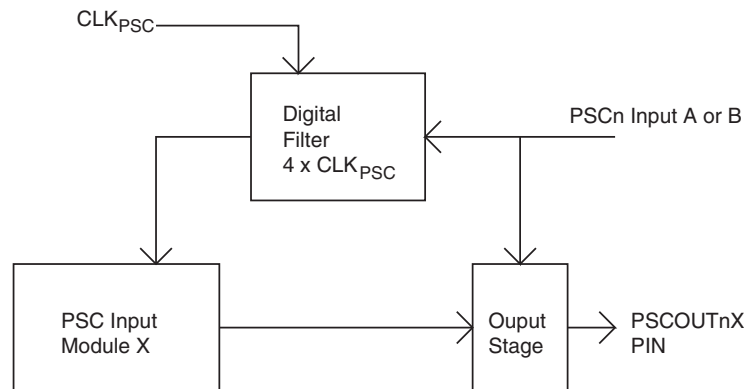 CLKPSC
Digital
Filter
4 x CLKPSC
PSCn Input A or B
PSC Input
Module X
Ouput
Stage
PSCOUTnX
PIN